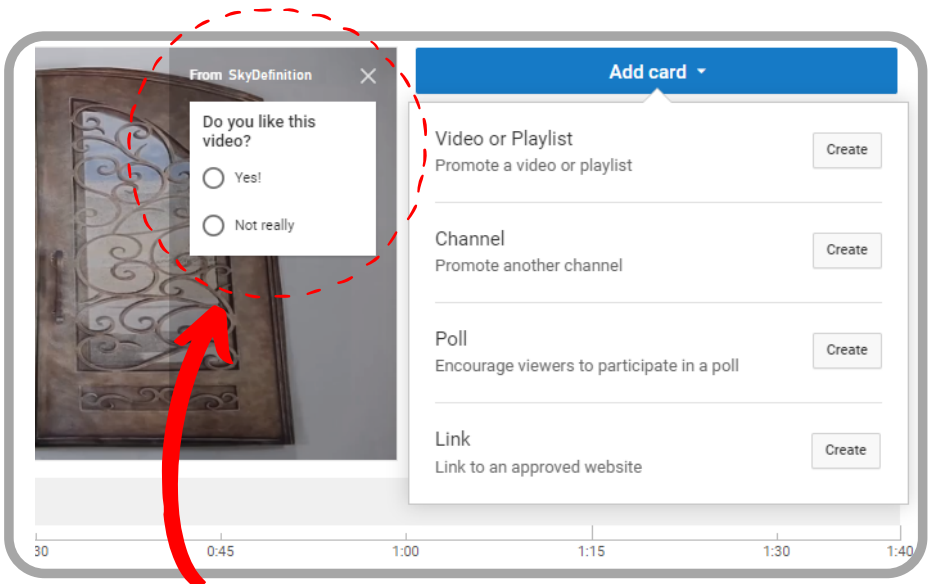 From SkyDefinition
Do you like this
video?
Yes!
Not really
Add card
Video or Playlist
Promote a video or playlist
Create
Channel
Promote another channel
Create
Poll
Encourage viewers to participate in a poll
Create
Link
Link to an approved website
Create
30 0:45 1:00 1:15 1:30 1:40